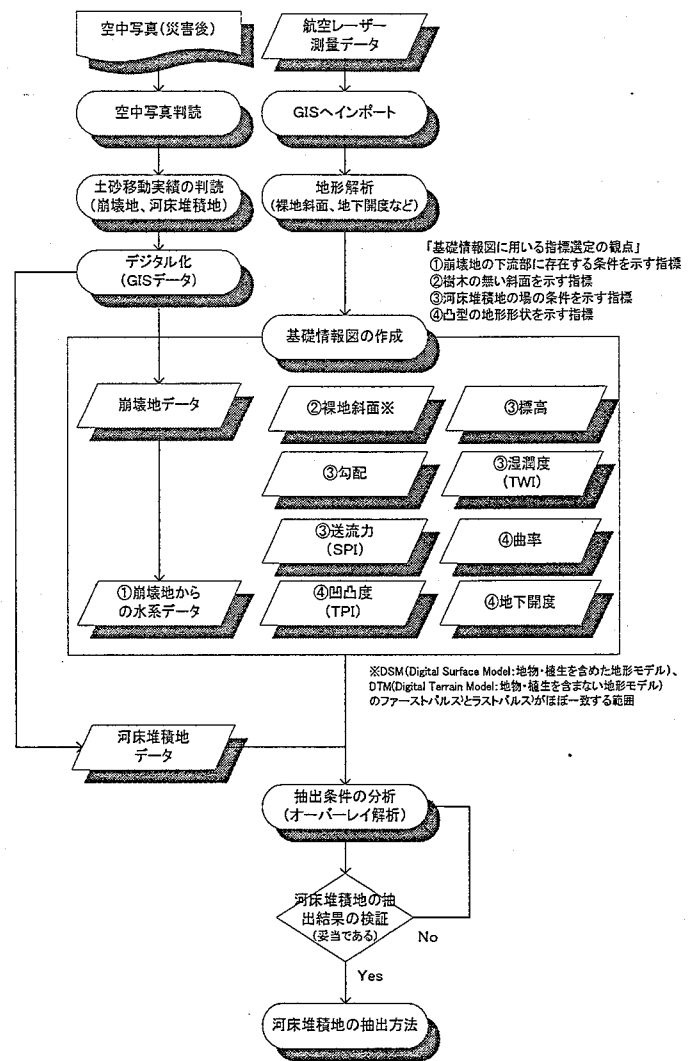 空中写真(災害後)
航空レーザー
測量データ
空中写真判読
GISへインポート
土砂移動実績の判読
(崩壊地、河床堆積地)
地形解析
(裸地斜面、地下開度など)
デジタル化
(GISデータ)
「基礎情報図に用いる指標選定の観点」
①崩壊地の下流部に存在する条件を示す指標
②樹木の無い斜面を示す指標
③河床堆積地の場の条件を示す指標
④凸型の地形形状を示す指標
基礎情報図の作成
崩壊地データ
②裸地斜面※
③標高
③勾配
③湿潤度
(TWI)
③送流力
(SPI)
④曲率
①崩壊地から
の水系データ
④凹凸度
(TPI)
④地下開度
※DSM(Digital Surface Model:地物・植生を含めた地形モデル)、
DTM(Digital Terrain Model:地物・植生を含まない地形モデル)
のファーストパルス)とラストパルス)がほぼ一致する範囲
河床堆積地
データ
抽出条件の分析
(オーバーレイ解析)
河床堆積地の抽
出結果の検証
(妥当である)
No
Yes
河床堆積地の抽出方法